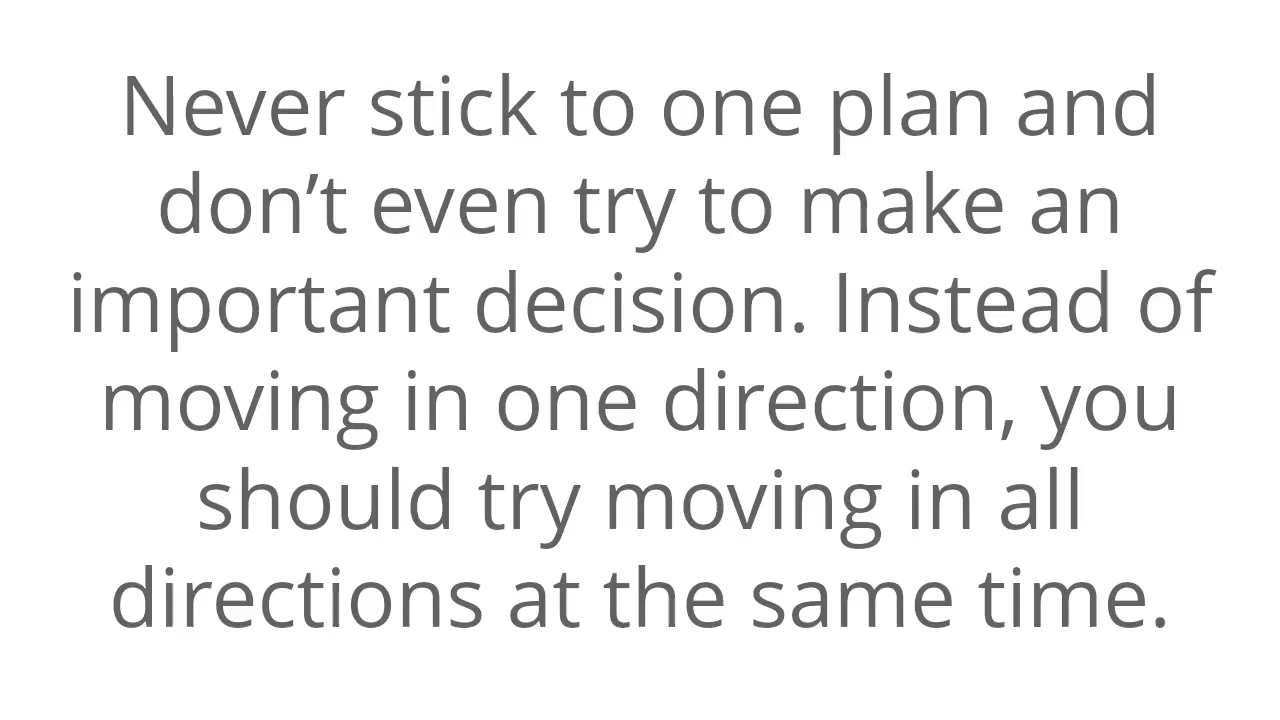 Never stick to one plan and
don’t even try to make an
important decision. Instead of
moving in one direction, you
should try moving in all
directions at the same time.